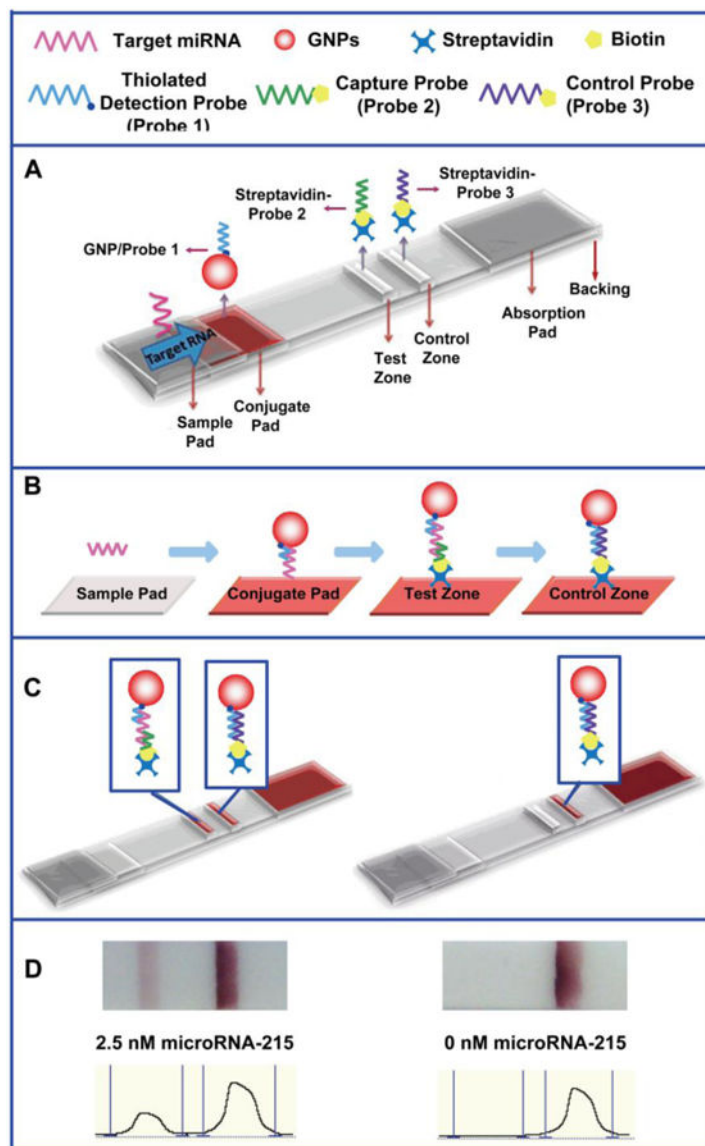 Target miRNA
GNPs
Streptavidin
Biotin
Thiolated
Detection Probe
(Probe 1)
Capture Probe
(Probe 2)
Control Probe
(Probe 3)
A
Streptavidin-
Probe 2
Streptavidin-
Probe 3
GNP/Probe 1
Target RNA
Backing
Absorption
Pad
Control
Zone
Test
Zone
Conjugate
Pad
Sample
Pad
B
Sample Pad
Conjugate Pad
Test Zone
Control Zone
C
D
2.5 nM microRNA-215
0 nM microRNA-215